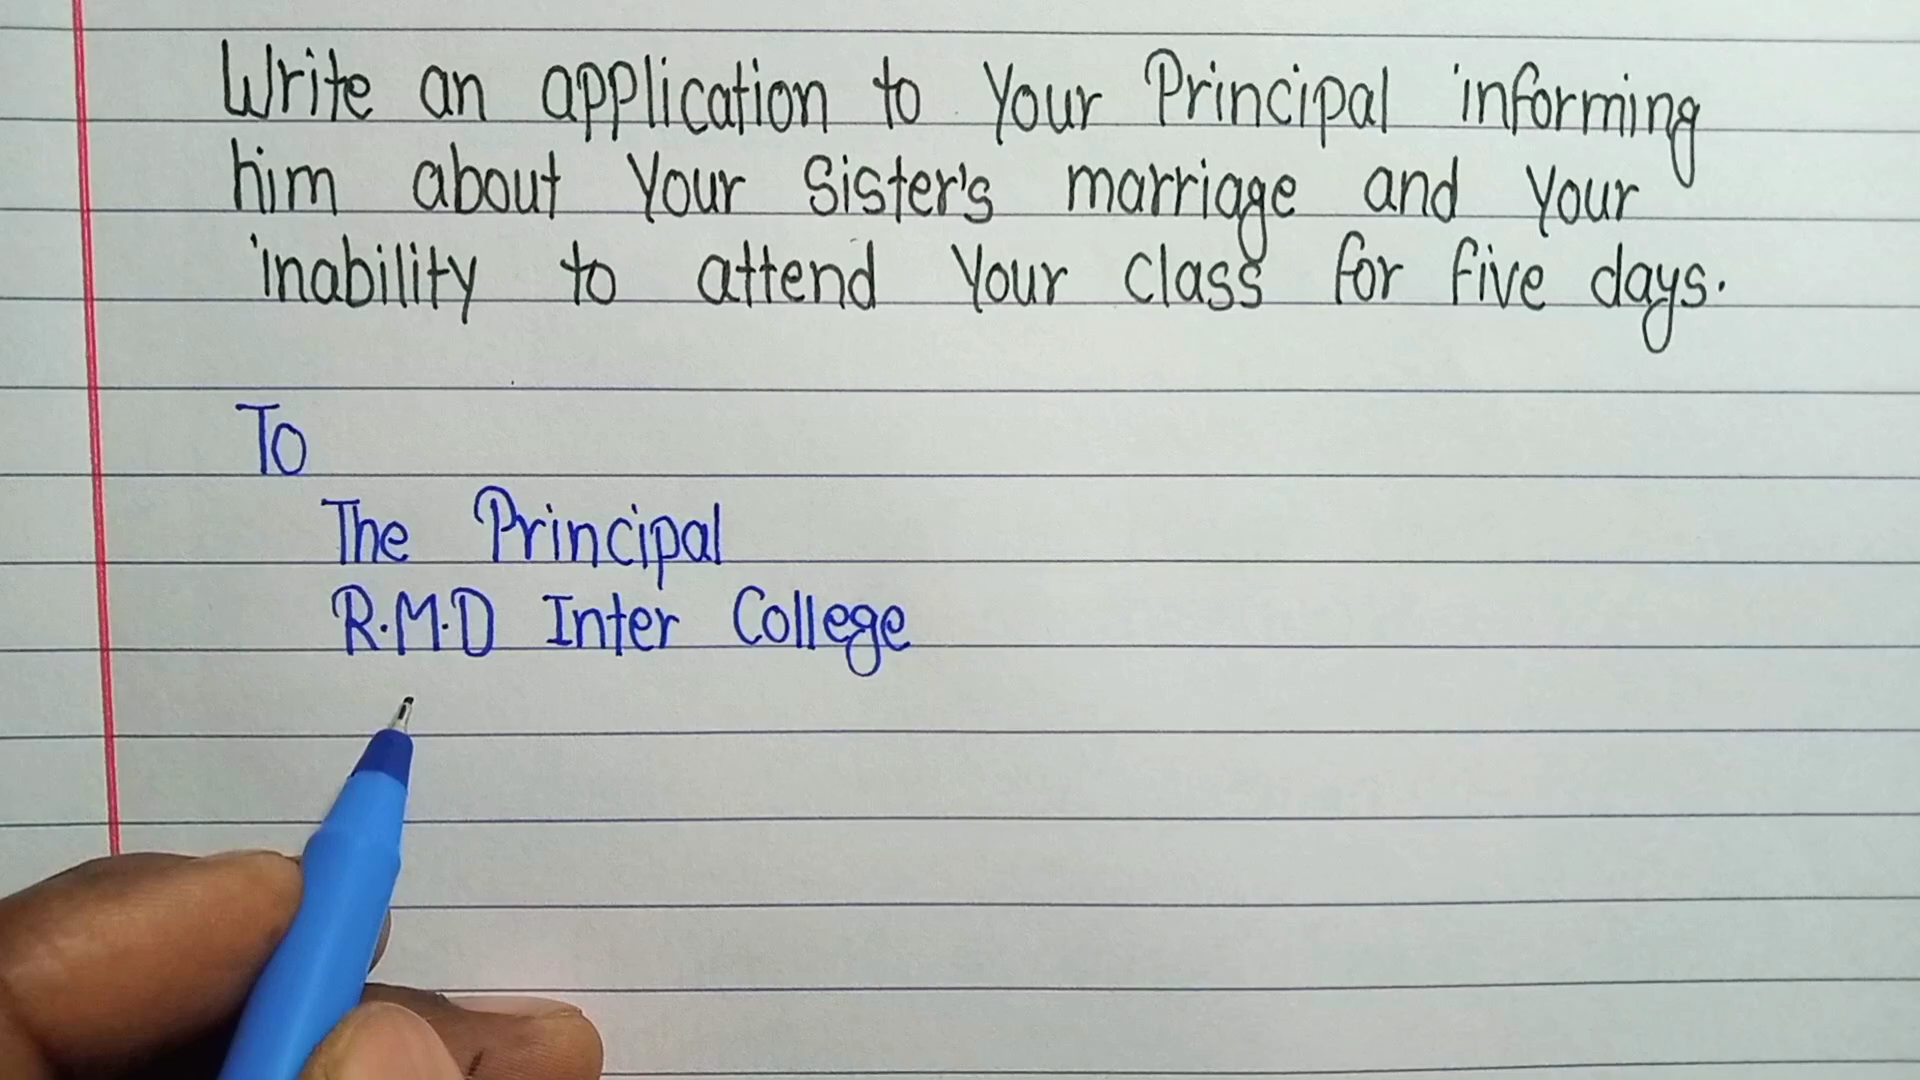 Write an application to Your Principal informing
him about Your Sister's marriage and Your
inability to attend Your Class for five days.
To
The Principal
R.M.D Inter College